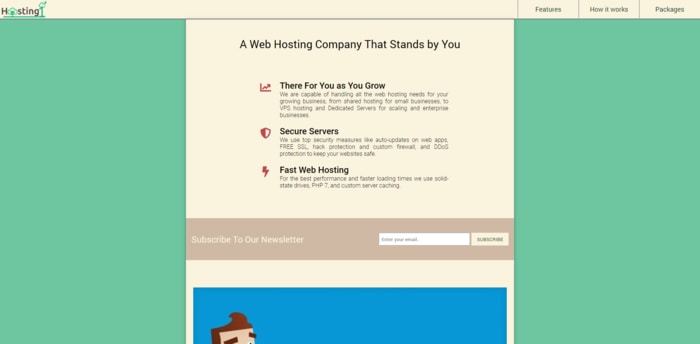 Hosting
Features
How it works
Packages
A Web Hosting Company That Stands by You
There For You as You Grow
We are capable of handling all the web hosting needs for your
growing business, from shared hosting for small businesses, to
VPS hosting and Dedicated Servers for scaling and enterprise
businesses.
Secure Servers
We use top security measures like auto-updates on web apps,
FREE SSL, hack protection and custom firewall, and DDoS
protection to keep your websites safe.
Fast Web Hosting
For the best performance and faster loading times we use solid-
state drives, PHP 7, and custom server caching.
Subscribe To Our Newsletter
Enter your email.
SUBSCRIBE